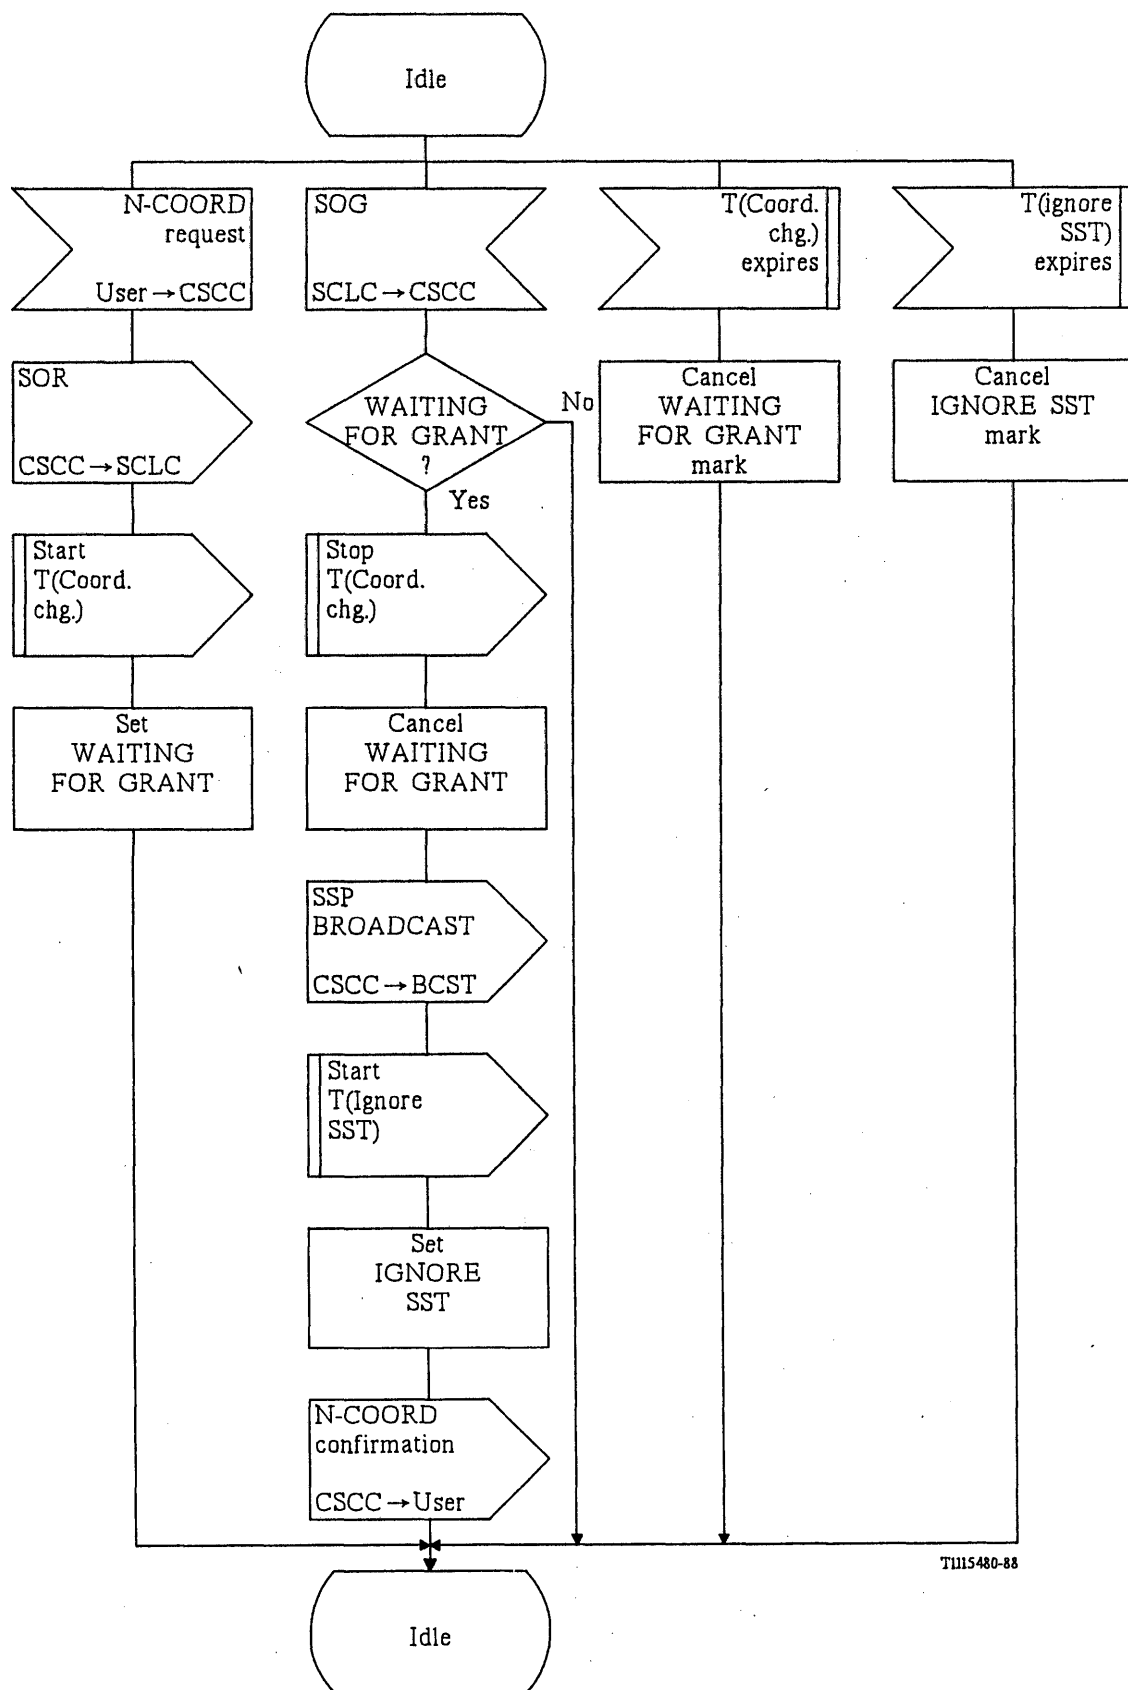 Idle
N-COORD
request
User→CSCC
SOG
SCLC→CSCC
T(Coord.
chg.)
expires
T(ignore
SST)
expires
SOR
CSCC→SCLC
WAITING
FOR GRANT
?
No
Yes
Cancel
WAITING
FOR GRANT
mark
Cancel
IGNORE SST
mark
Start
T(Coord.
chg.)
Stop
T(Coord.
chg.)
Set
WAITING
FOR GRANT
Cancel
WAITING
FOR GRANT
SSP
BROADCAST
CSCC→BCST
Start
T(Ignore
SST)
Set
IGNORE
SST
N-COORD
confirmation
CSCC→User
T1115480-88
Idle